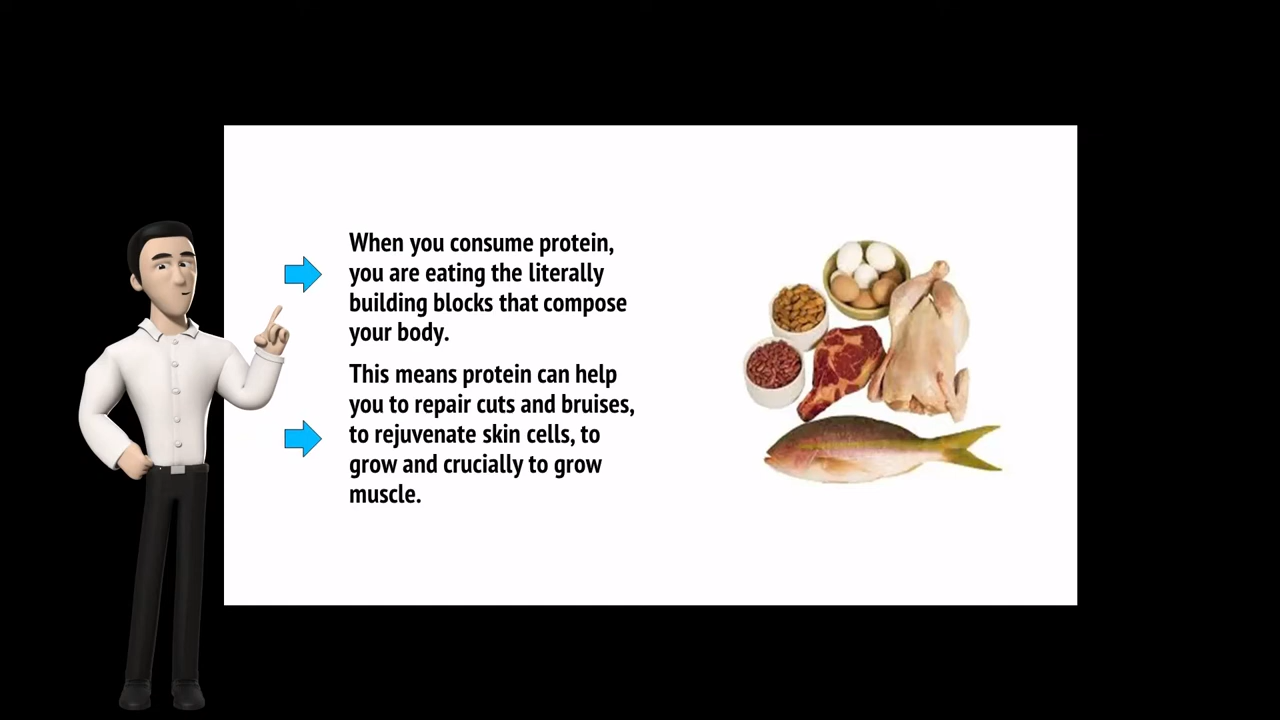 When you consume protein,
you are eating the literally
building blocks that compose
your body.
This means protein can help
you to repair cuts and bruises,
to rejuvenate skin cells, to
grow and crucially to grow
muscle.